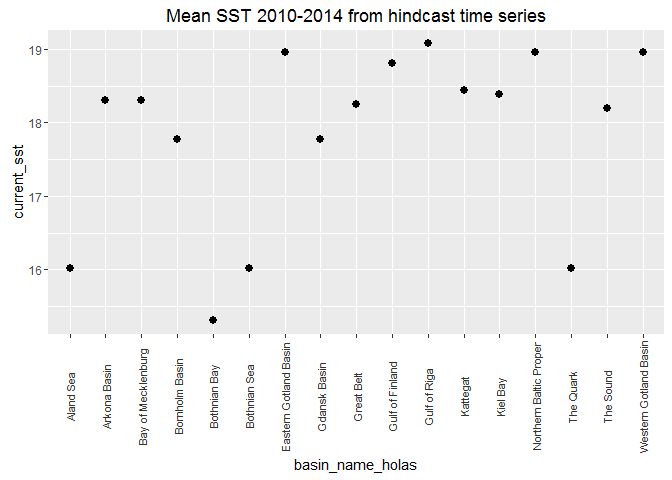 Mean SST 2010-2014 from hindcast time series
current_sst
19
18
17
16
Aland Sea
Arkona Basin
Bay of Mecklenburg
Bornholm Basin
Bothnian Bay
Bothnian Sea
Eastern Gotland Basin
Gdansk Basin
Great Belt
Gulf of Finland
Gulf of Riga
Kattegat
Kiel Bay
Northern Baltic Proper
The Quark
The Sound
Western Gotland Basin
basin_name_holas